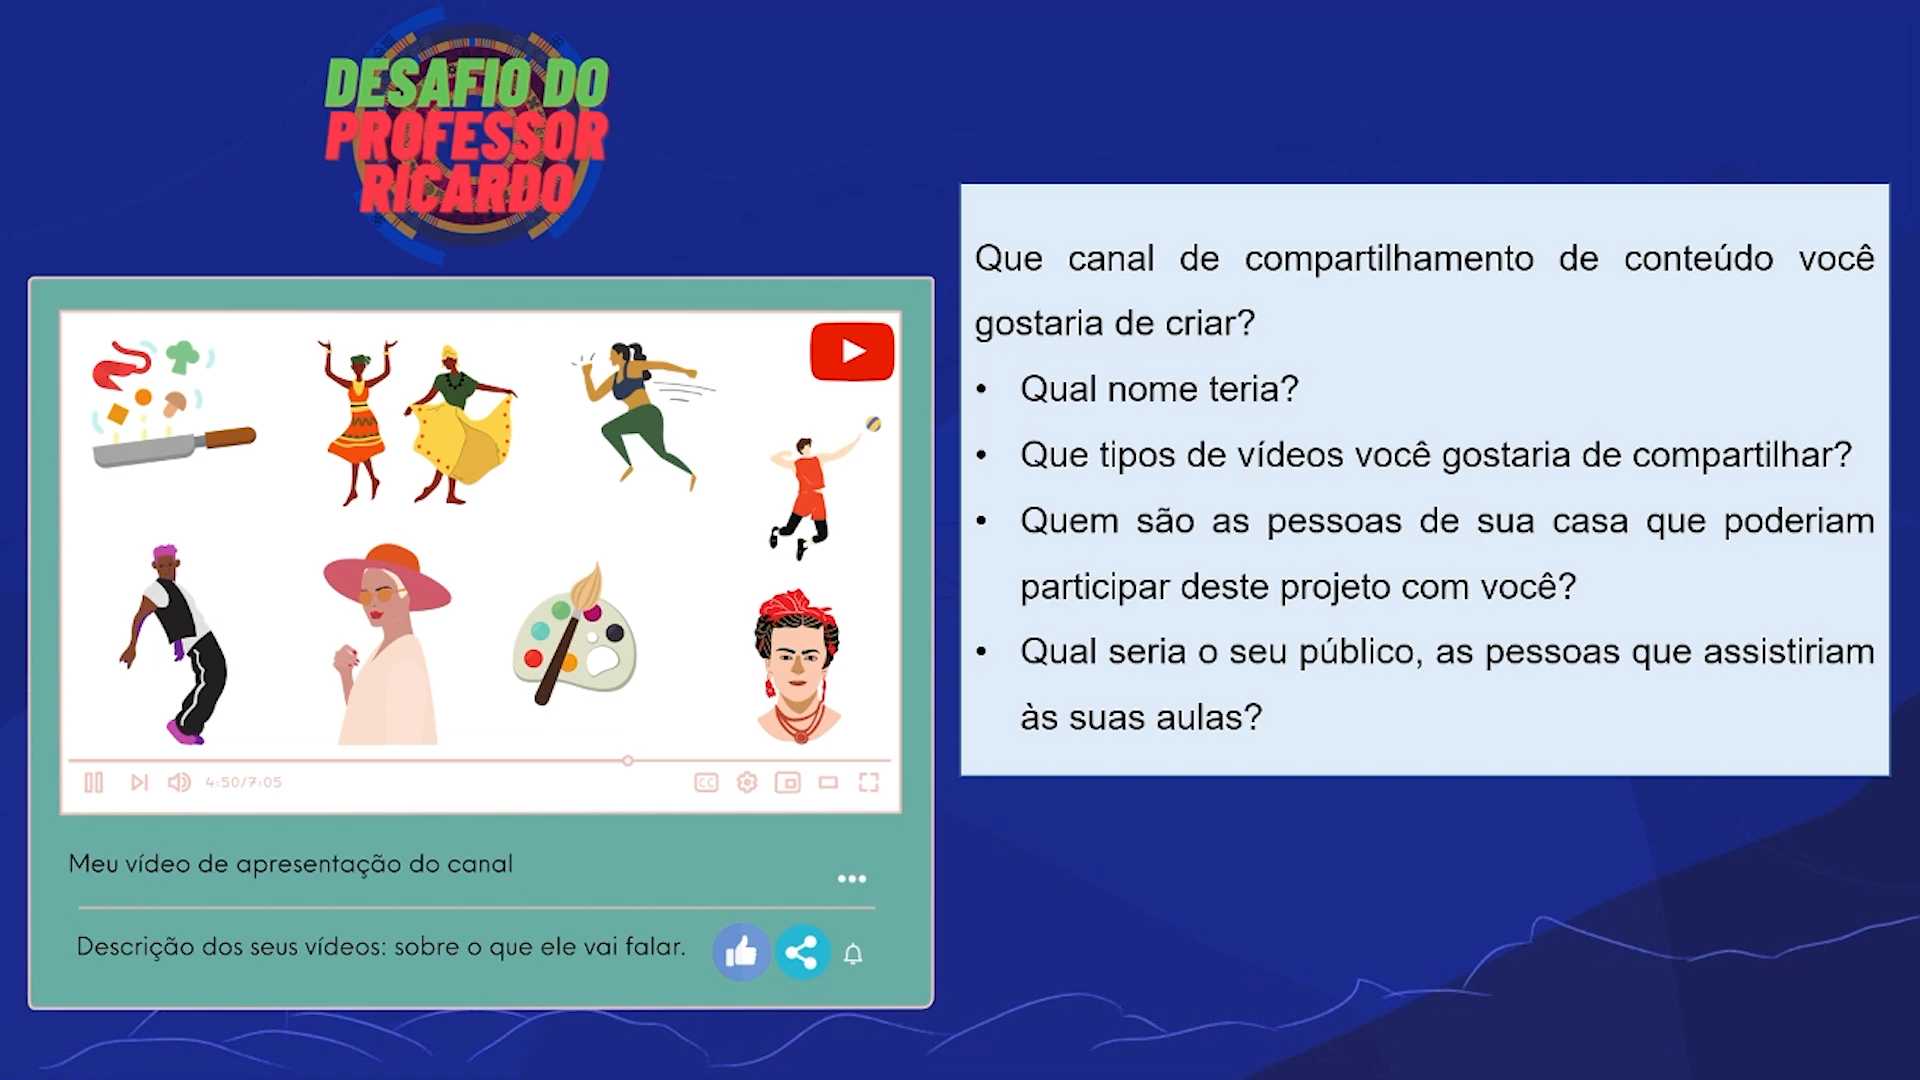 DESAFIO DO
PROFESSOR
RICARDO
Que canal de compartilhamento de conteúdo você
gostaria de criar?
• Qual nome teria?
• Que tipos de vídeos você gostaria de compartilhar?
• Quem são as pessoas de sua casa que poderiam
participar deste projeto com você?
• Qual seria o seu público, as pessoas que assistiriam
às suas aulas?
4:50/7:05
CC
Meu vídeo de apresentação do canal
Descrição dos seus vídeos: sobre o que ele vai falar.